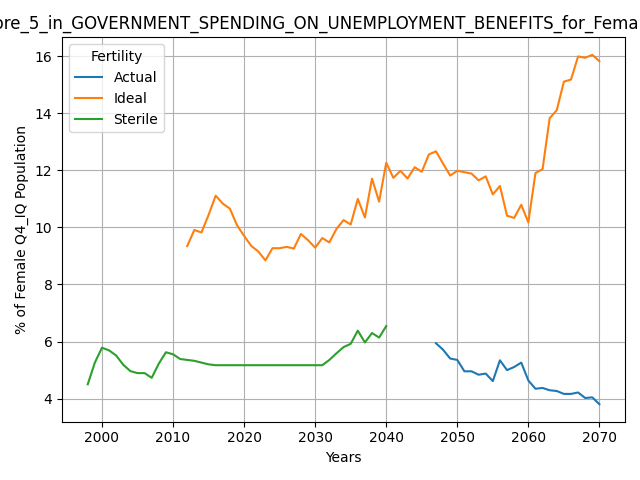 ore_5_in_GOVERNMENT_SPENDING_ON_UNEMPLOYMENT_BENEFITS_for_Fema
Fertility
Actual
Ideal
Sterile
% of Female Q4_IQ Population
16
14
12
10
8
6
4
2000 2010 2020 2030 2040 2050 2060 2070
Years